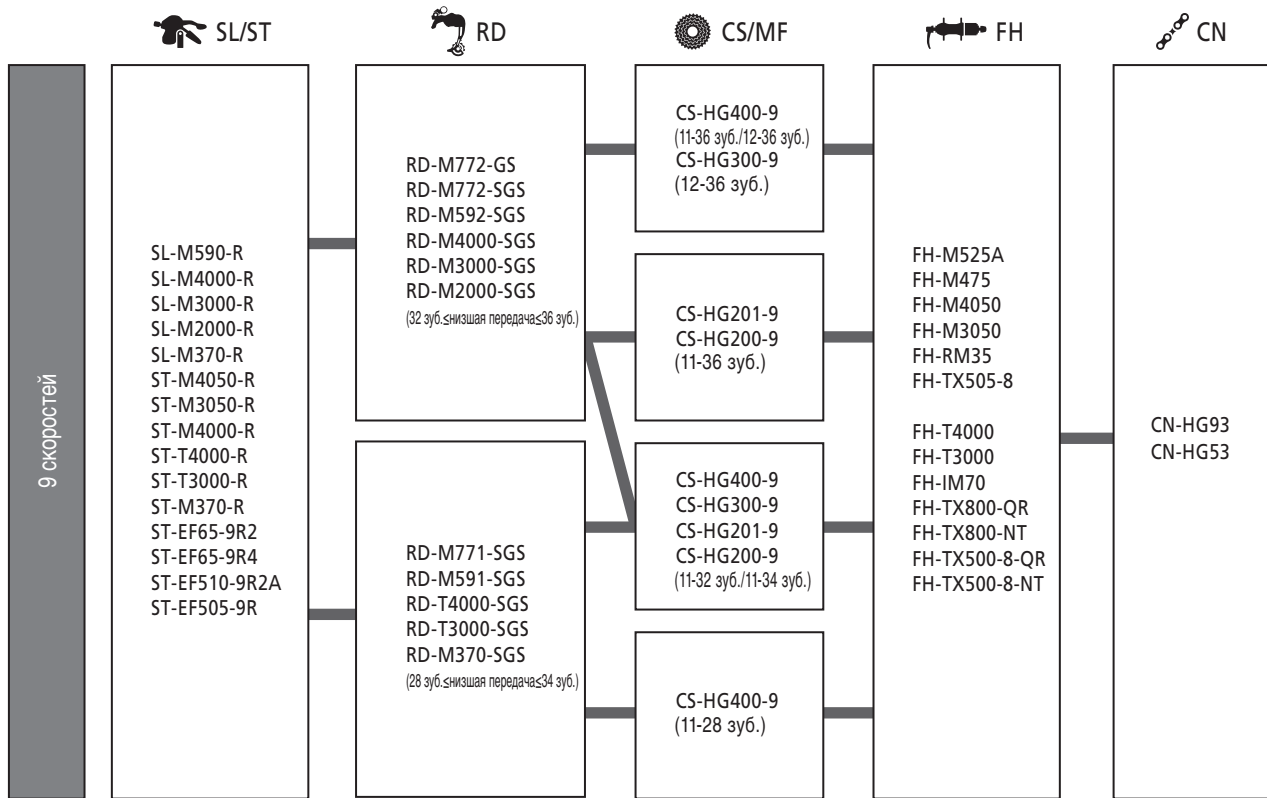 SL/ST
RD
CS/MF
FH
CN
9 скоростей
SL-M590-R
SL-M4000-R
SL-M3000-R
SL-M2000-R
SL-M370-R
ST-M4050-R
ST-M3050-R
ST-M4000-R
ST-T4000-R
ST-T3000-R
ST-M370-R
ST-EF65-9R2
ST-EF65-9R4
ST-EF510-9R2A
ST-EF505-9R
RD-M772-GS
RD-M772-SGS
RD-M592-SGS
RD-M4000-SGS
RD-M3000-SGS
RD-M2000-SGS
(32 зуб.≤низшая передача≤36 зуб.)
RD-M771-SGS
RD-M591-SGS
RD-T4000-SGS
RD-T3000-SGS
RD-M370-SGS
(28 зуб.≤низшая передача≤34 зуб.)
CS-HG400-9
(11-36 зуб./12-36 зуб.)
CS-HG300-9
(12-36 зуб.)
CS-HG201-9
CS-HG200-9
(11-36 зуб.)
CS-HG400-9
CS-HG300-9
CS-HG201-9
CS-HG200-9
(11-32 зуб./11-34 зуб.)
CS-HG400-9
(11-28 зуб.)
FH-M525A
FH-M475
FH-M4050
FH-M3050
FH-RM35
FH-TX505-8
FH-T4000
FH-T3000
FH-IM70
FH-TX800-QR
FH-TX800-NT
FH-TX500-8-QR
FH-TX500-8-NT
CN-HG93
CN-HG53